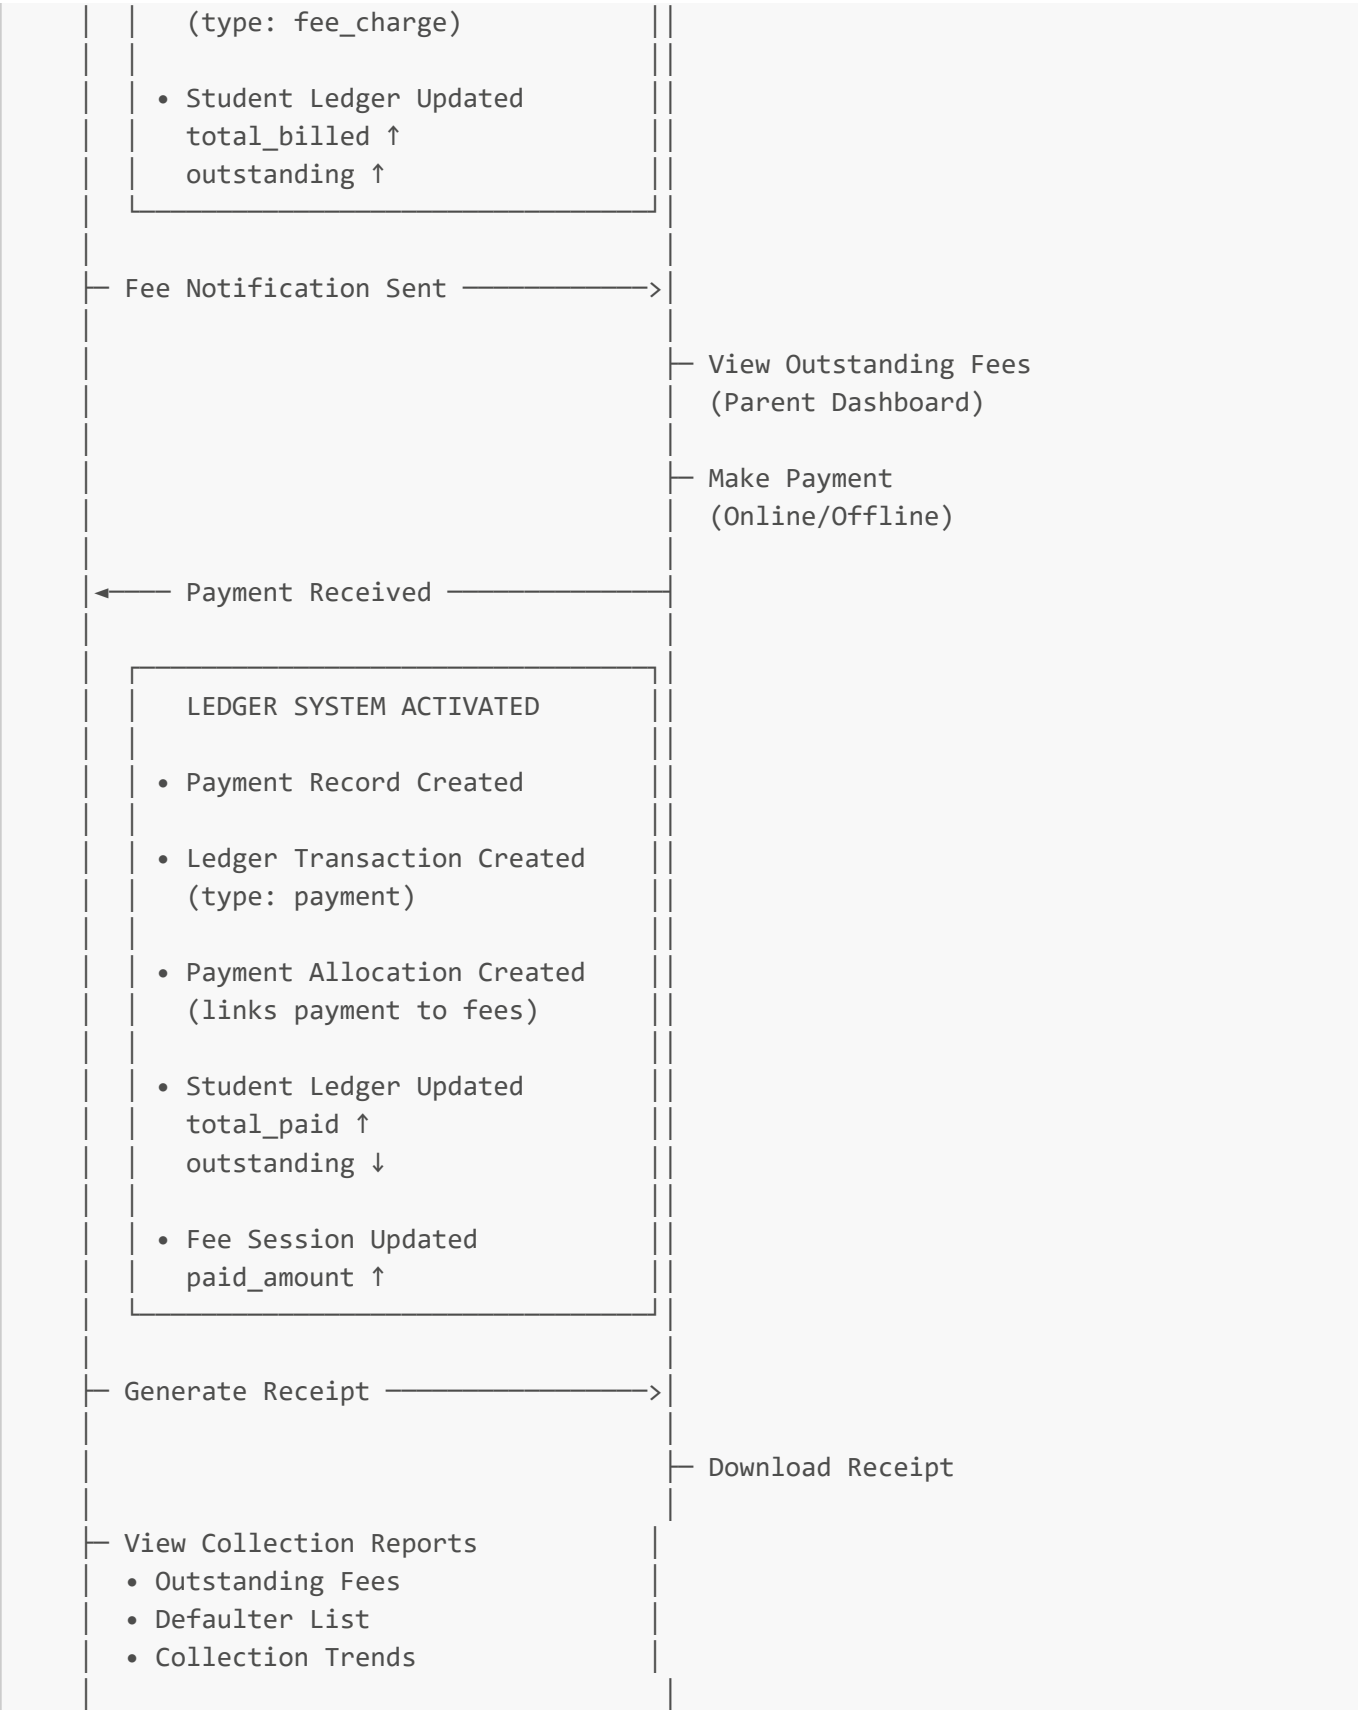 (type: fee_charge)
• Student Ledger Updated
total_billed ↑
outstanding ↑
Fee Notification Sent
View Outstanding Fees
(Parent Dashboard)
Make Payment
(Online/Offline)
Payment Received
LEDGER SYSTEM ACTIVATED
• Payment Record Created
• Ledger Transaction Created
(type: payment)
• Payment Allocation Created
(links payment to fees)
• Student Ledger Updated
total_paid ↑
outstanding ↓
• Fee Session Updated
paid_amount ↑
Generate Receipt
Download Receipt
View Collection Reports
• Outstanding Fees
• Defaulter List
• Collection Trends